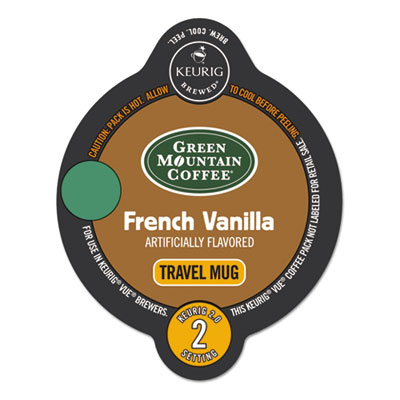 BREW. COOL. PEEL.
KEURIG
BREWED®
CAUTION: PACK IS HOT. ALLOW TO COOL BEFORE PEELING.
GREEN
MOUNTAIN
COFFEE®
French Vanilla
ARTIFICIALLY FLAVORED
TRAVEL MUG
FOR USE IN KEURIG® VUE® BREWERS.
THIS KEURIG® VUE® COFFEE PACK NOT LABELED FOR RETAIL SALE.
KEURIG 2.0
2
SETTING